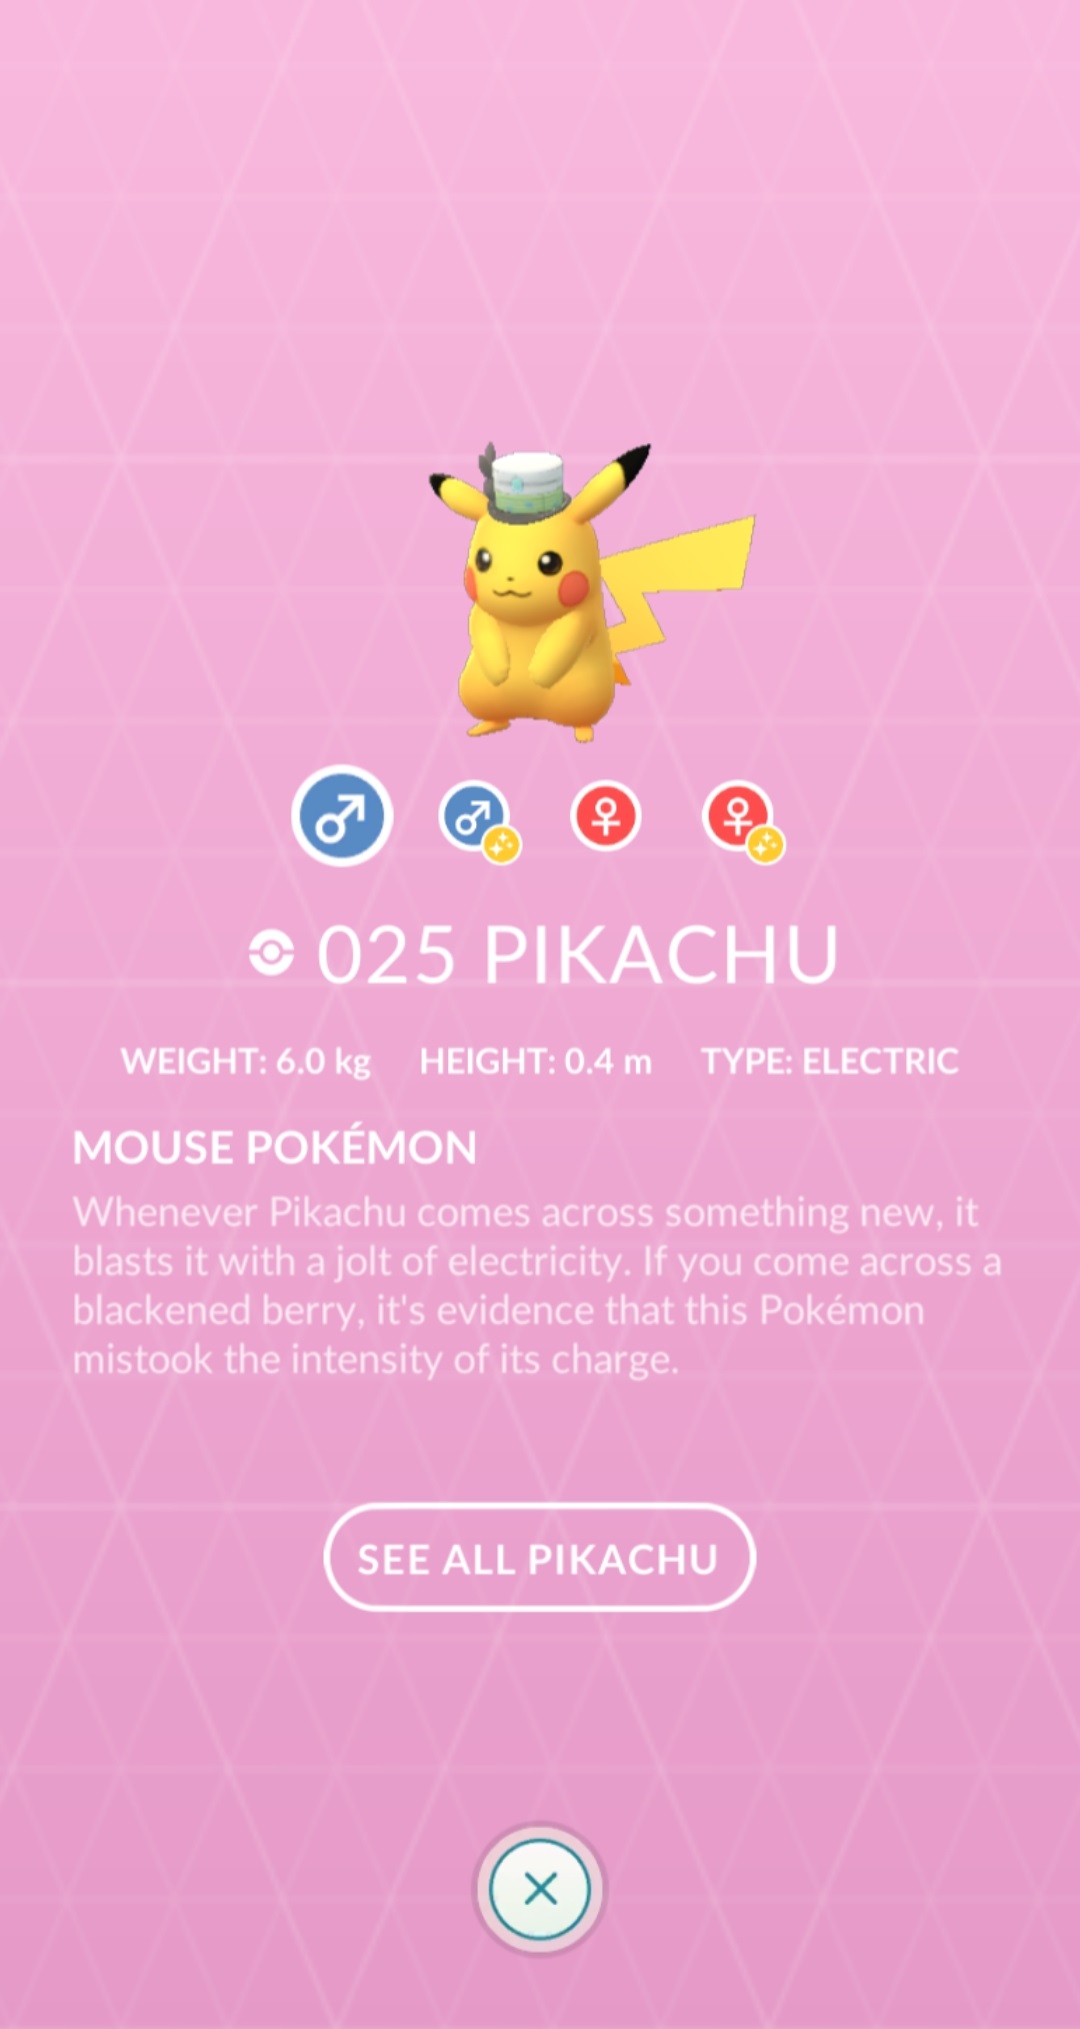 025 PIKACHU
WEIGHT: 6.0 kg HEIGHT: 0.4 m TYPE: ELECTRIC
MOUSE POKÉMON
Whenever Pikachu comes across something new, it
blasts it with a jolt of electricity. If you come across a
blackened berry, it's evidence that this Pokémon
mistook the intensity of its charge.
SEE ALL PIKACHU